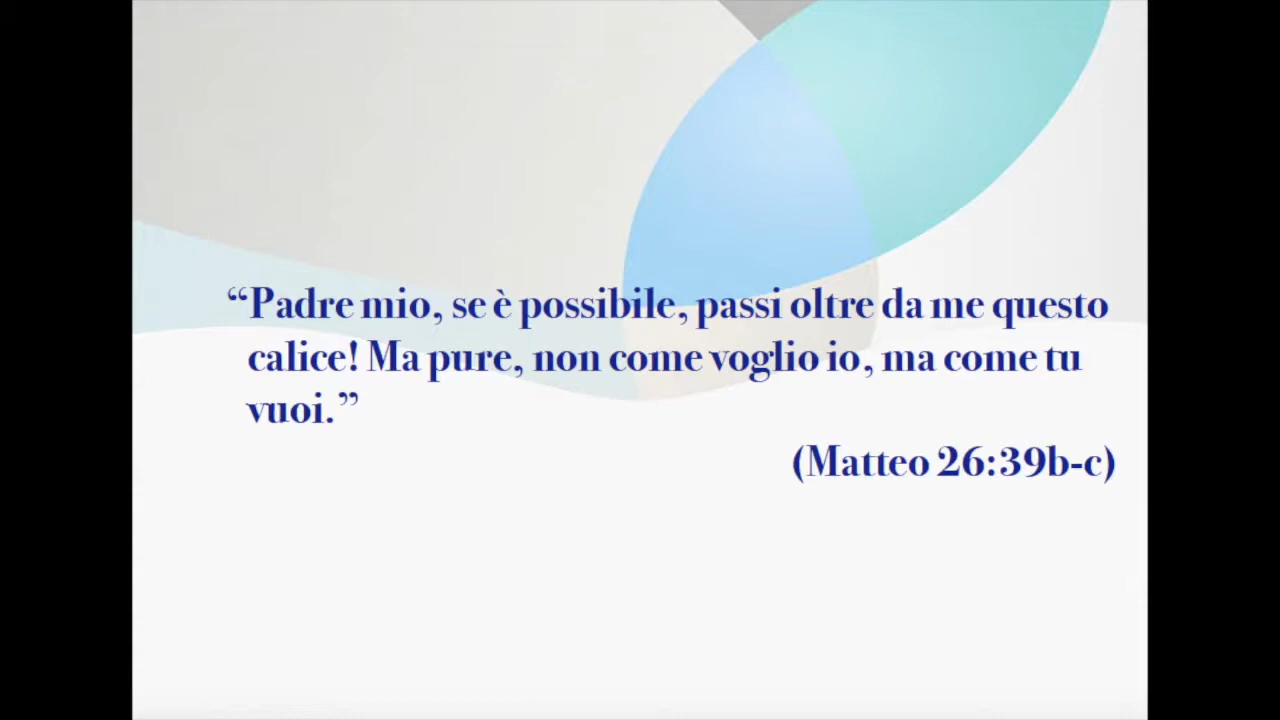 “Padre mio, se è possibile, passi oltre da me questo
calice! Ma pure, non come voglio io, ma come tu
vuoi.”
(Matteo 26:39b-c)